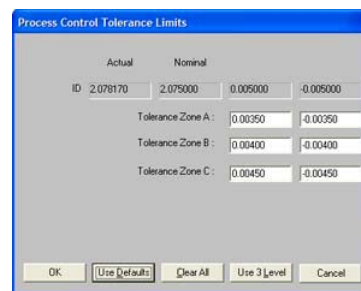 Process Control Tolerance Limits
Actual Nominal
ID 2.078170 2.075000 0.005000 -0.005000
Tolerance Zone A : 0.00350 -0.00350
Tolerance Zone B : 0.00400 -0.00400
Tolerance Zone C : 0.00450 -0.00450
OK Use Defaults Clear All Use 3 Level Cancel